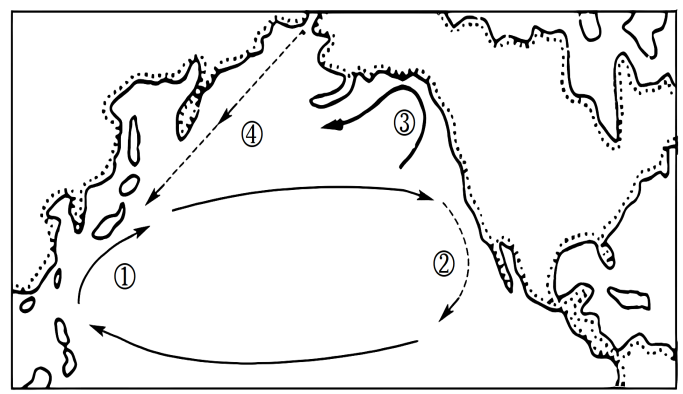 ④
③
②
①